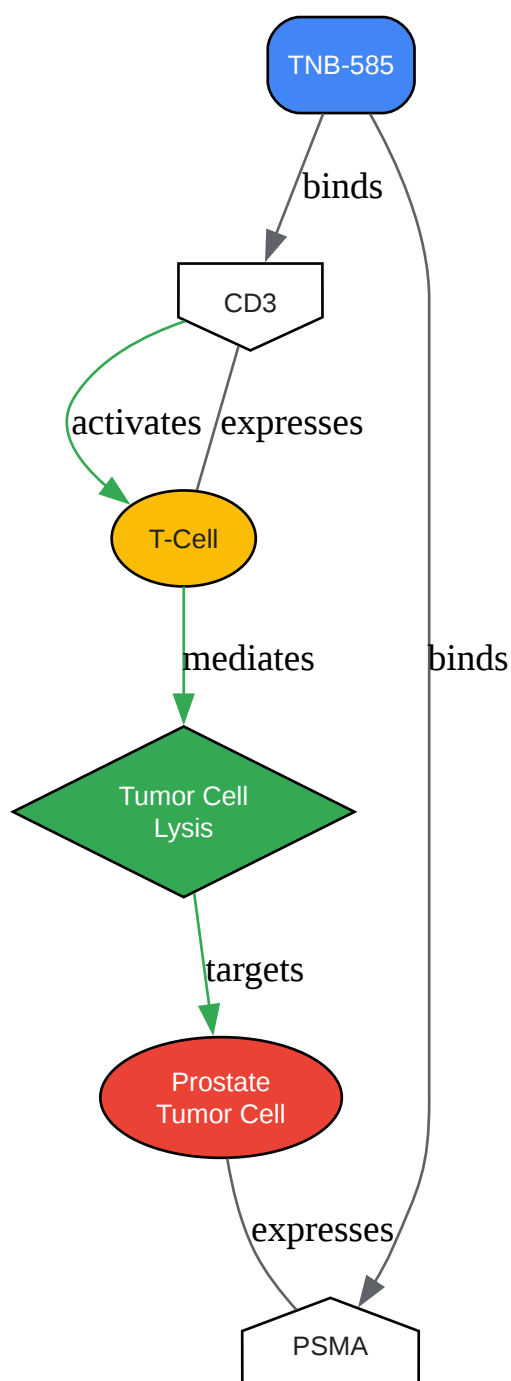 TNB-585
binds
CD3
activates
expresses
T-Cell
mediates
binds
Tumor Cell
Lysis
targets
Prostate
Tumor Cell
expresses
PSMA